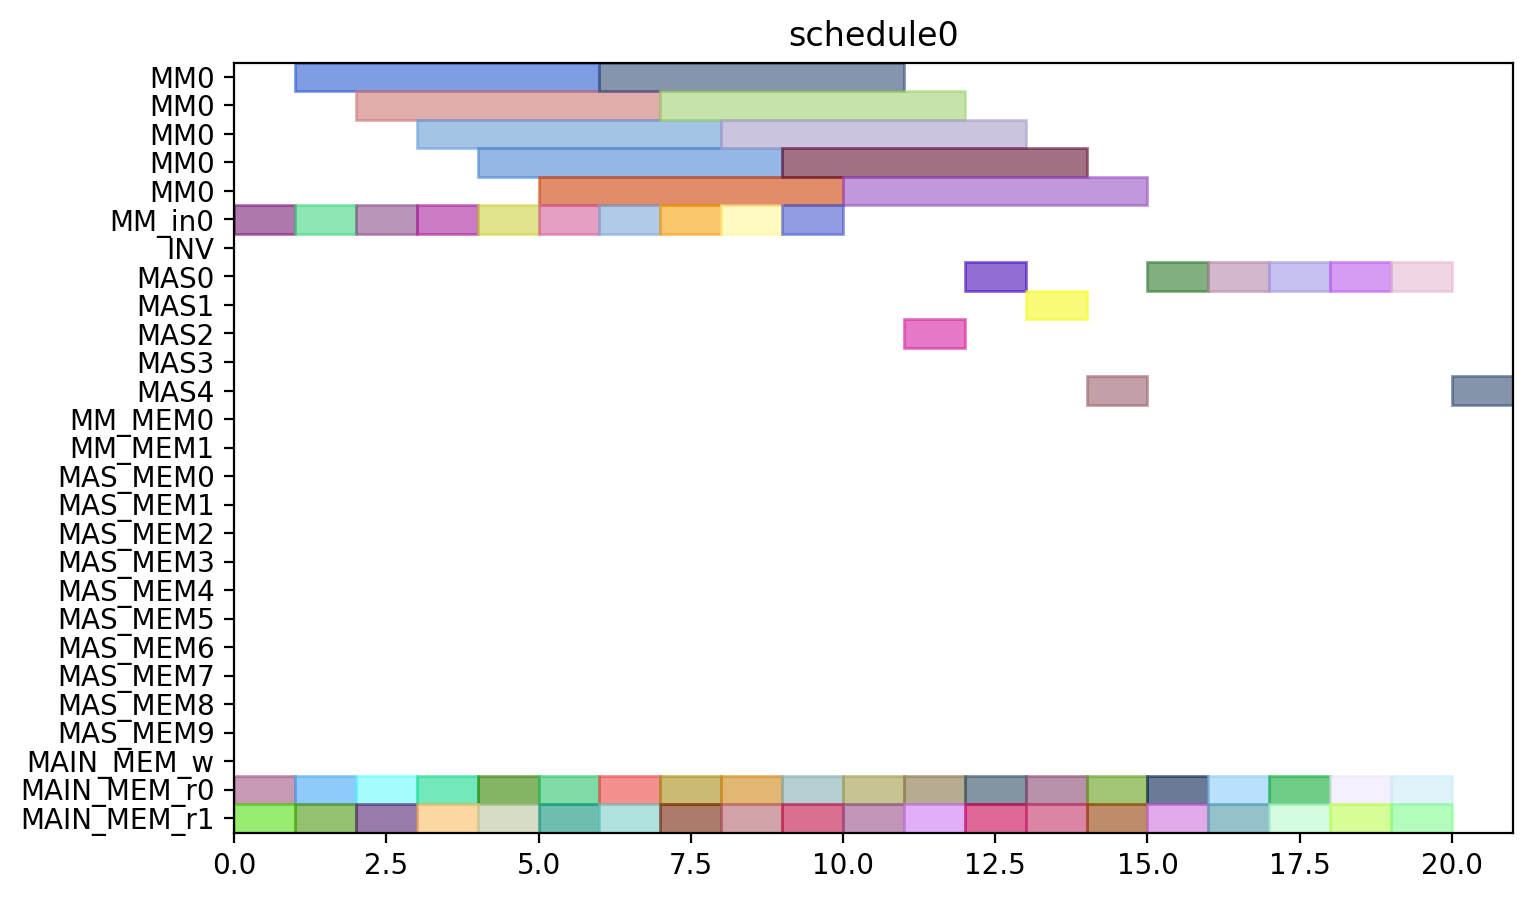 schedule0
MM0
MM0
MM0
MM0
MM0
MM_in0
INV
MAS0
MAS1
MAS2
MAS3
MAS4
MM_MEM0
MM_MEM1
MAS_MEM0
MAS_MEM1
MAS_MEM2
MAS_MEM3
MAS_MEM4
MAS_MEM5
MAS_MEM6
MAS_MEM7
MAS_MEM8
MAS_MEM9
MAIN_MEM_w
MAIN_MEM_r0
MAIN_MEM_r1
0.0 2.5 5.0 7.5 10.0 12.5 15.0 17.5 20.0